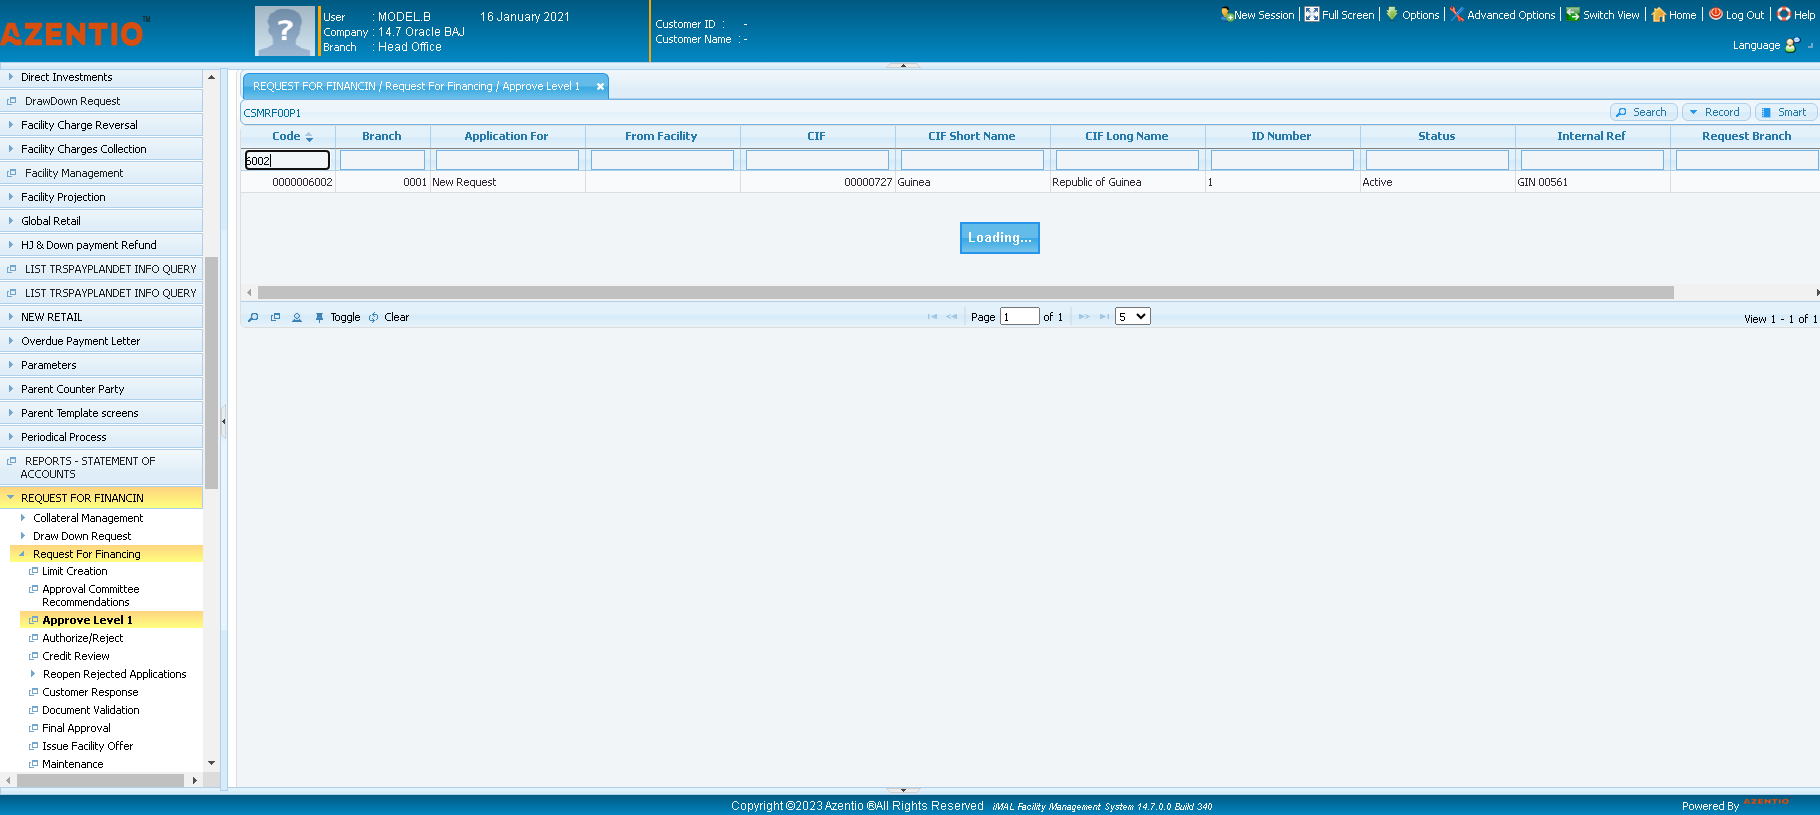 AZENTIO™
User : MODEL.B 16 January 2021
Company : 14.7 Oracle BAJ
Branch : Head Office
Customer ID : -
Customer Name : -
New Session Full Screen Options Advanced Options Switch View Home Log Out Help
Language
Direct Investments
DrawDown Request
Facility Charge Reversal
Facility Charges Collection
Facility Management
Facility Projection
Global Retail
HJ & Down payment Refund
LIST TRSPAYPLANDET INFO QUERY
LIST TRSPAYPLANDET INFO QUERY
NEW RETAIL
Overdue Payment Letter
Parameters
Parent Counter Party
Parent Template screens
Periodical Process
REPORTS - STATEMENT OF
ACCOUNTS
REQUEST FOR FINANCIN
Collateral Management
Draw Down Request
Request For Financing
Limit Creation
Approval Committee
Recommendations
Approve Level 1
Authorize/Reject
Credit Review
Reopen Rejected Applications
Customer Response
Document Validation
Final Approval
Issue Facility Offer
Maintenance
REQUEST FOR FINANCIN / Request For Financing / Approve Level 1
CSMRF00P1
Search Record Smart
Code Branch Application For From Facility CIF CIF Short Name CIF Long Name ID Number Status Internal Ref Request Branch
6002
0000006002 0001 New Request 00000727 Guinea Republic of Guinea 1 Active GIN 00561
Loading...
Toggle Clear Page 1 of 1 5 View 1 - 1 of 1
Copyright ©2023 Azentio ®All Rights Reserved iMAL Facility Management System 14.7.0.0 Build 340
Powered By AZENTIO